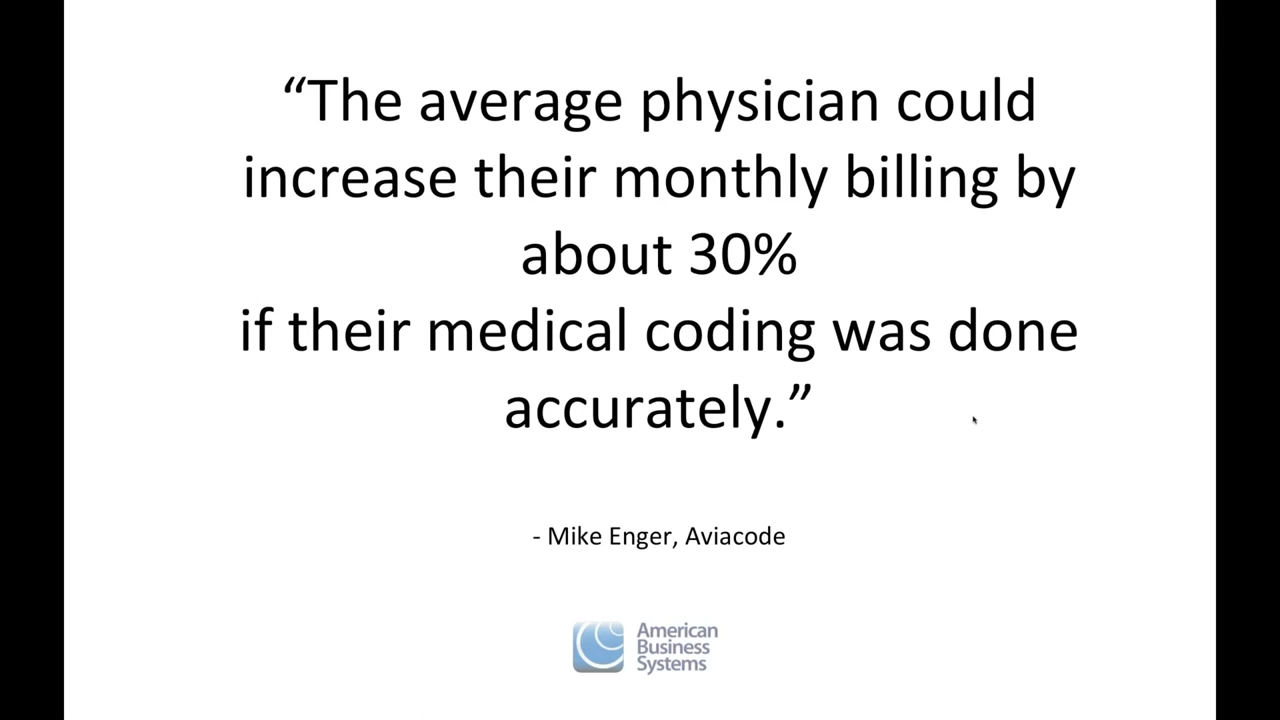 “The average physician could
increase their monthly billing by
about 30%
if their medical coding was done
accurately.”
- Mike Enger, Aviacode
American
Business
Systems